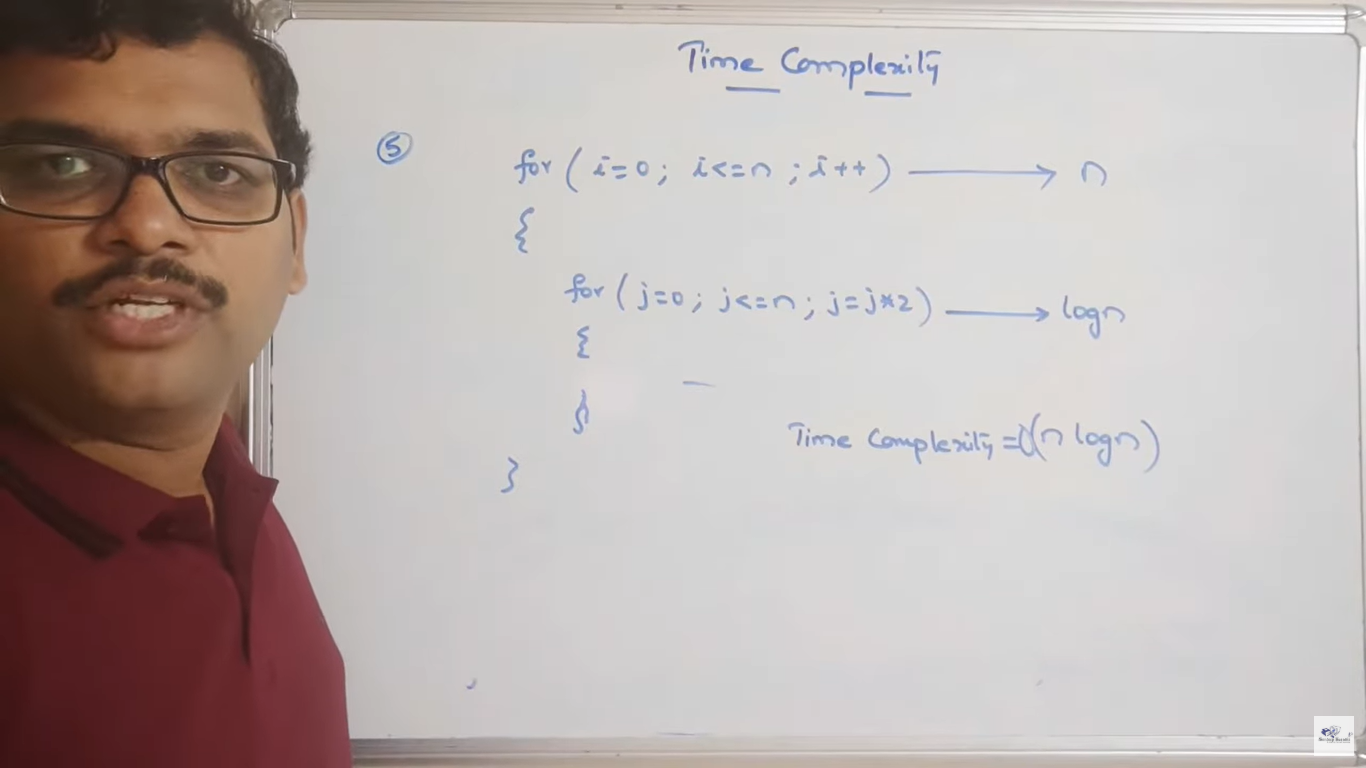 Time Complexity
5
for ( i=0; i<=n ; i++) → n
{
for ( j=0; j<=n; j=j*2) → logn
{
}
Time Complexity = O(n logn)
}